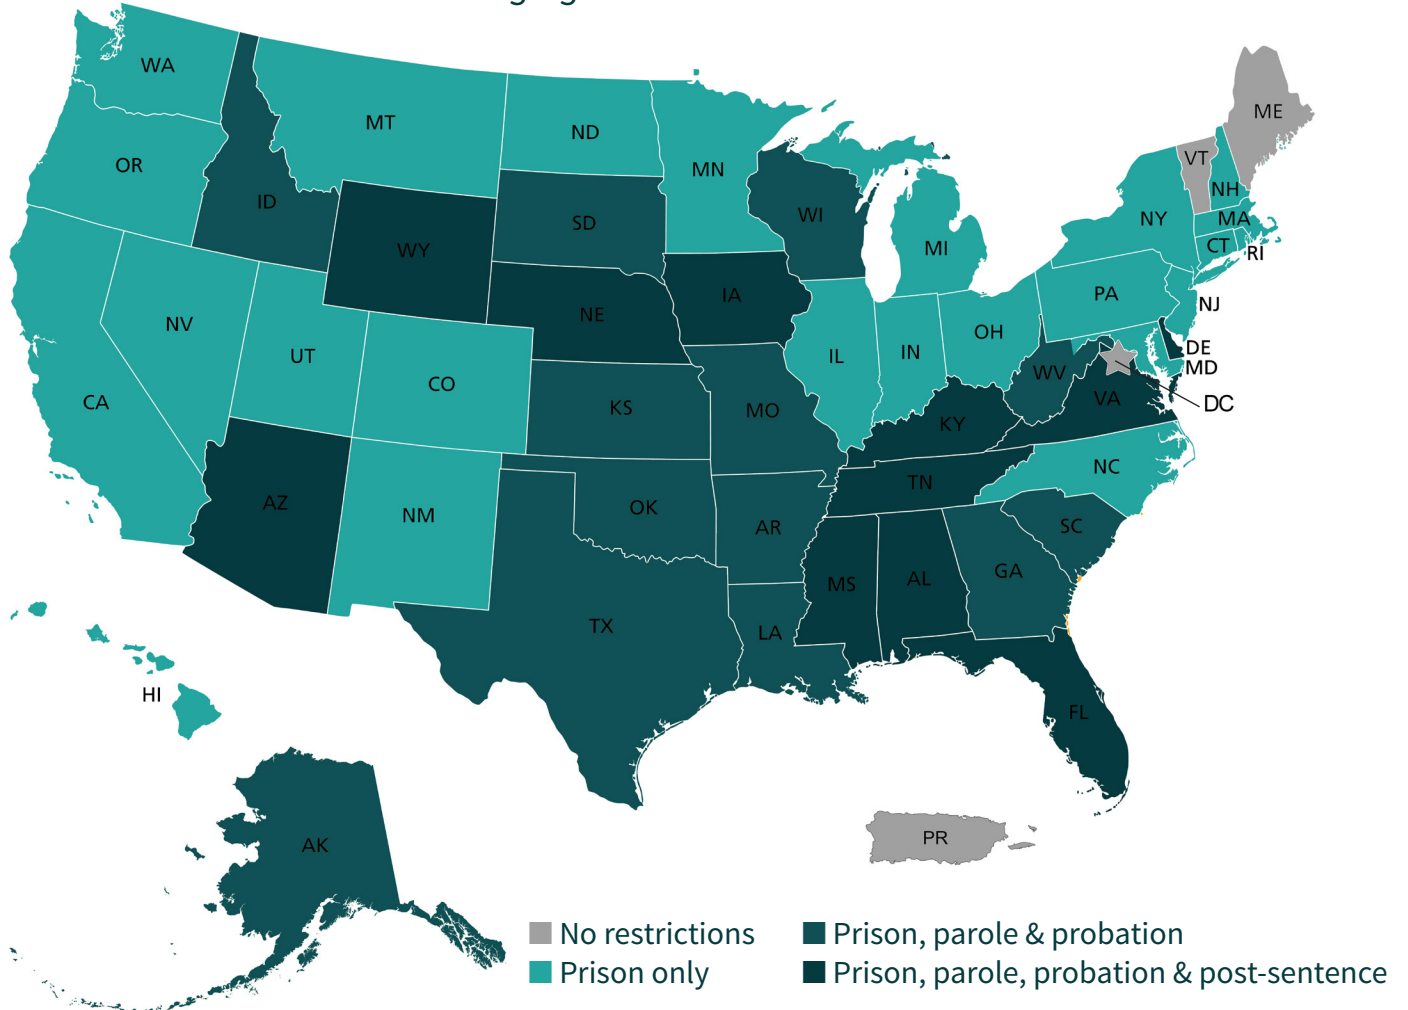 WA
MT
ND
MN
OR
ID
SD
WI
MI
WY
IA
NE
NV
UT
CO
CA
KS
MO
IL
IN
OH
PA
NY
VT
ME
NH
MA
CT
RI
NJ
DE
MD
DC
WV
VA
KY
NC
TN
AZ
NM
OK
AR
SC
MS
AL
GA
TX
LA
FL
HI
AK
PR
No restrictions
Prison only
Prison, parole & probation
Prison, parole, probation & post-sentence